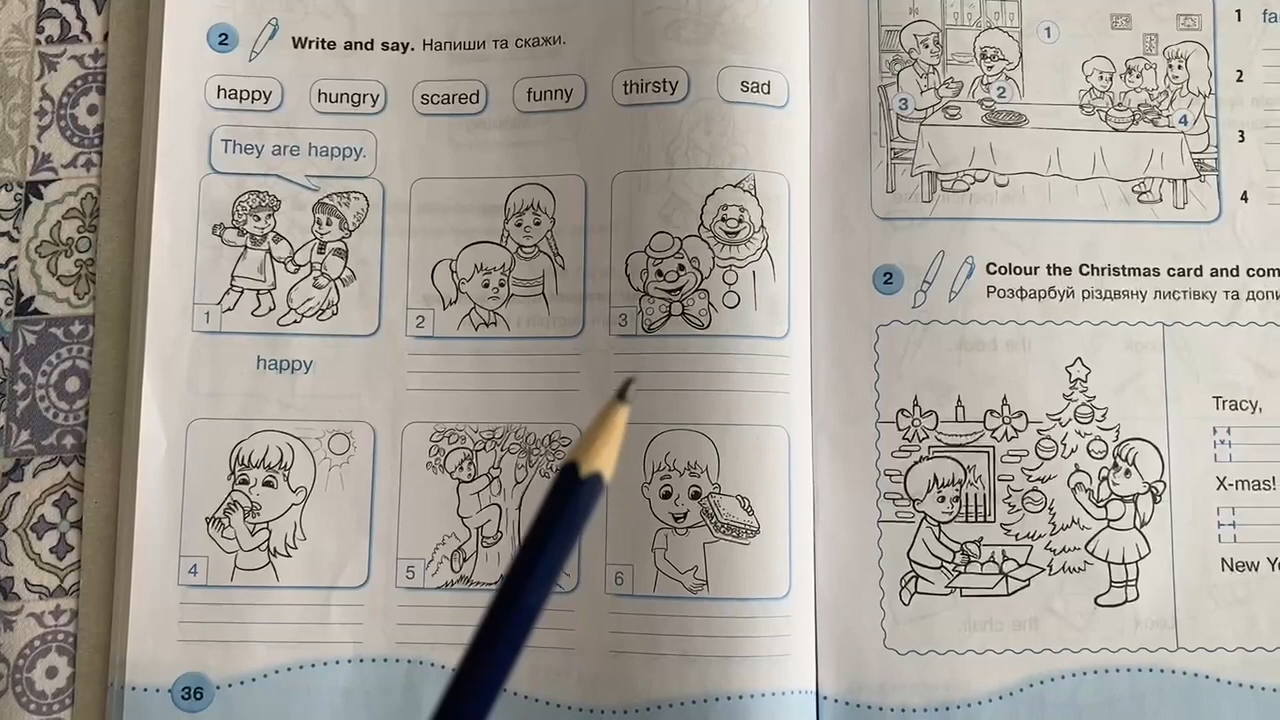 2 Write and say. Напиши та скажи.
happy hungry scared funny thirsty sad
They are happy.
1
2
3
happy
4
5
6
36
1
2
3
4
1 fa
2
3
4
2 Colour the Christmas card and com
Розфарбуй різдвяну листівку та допи
Tracy,
X-mas!
New Ye